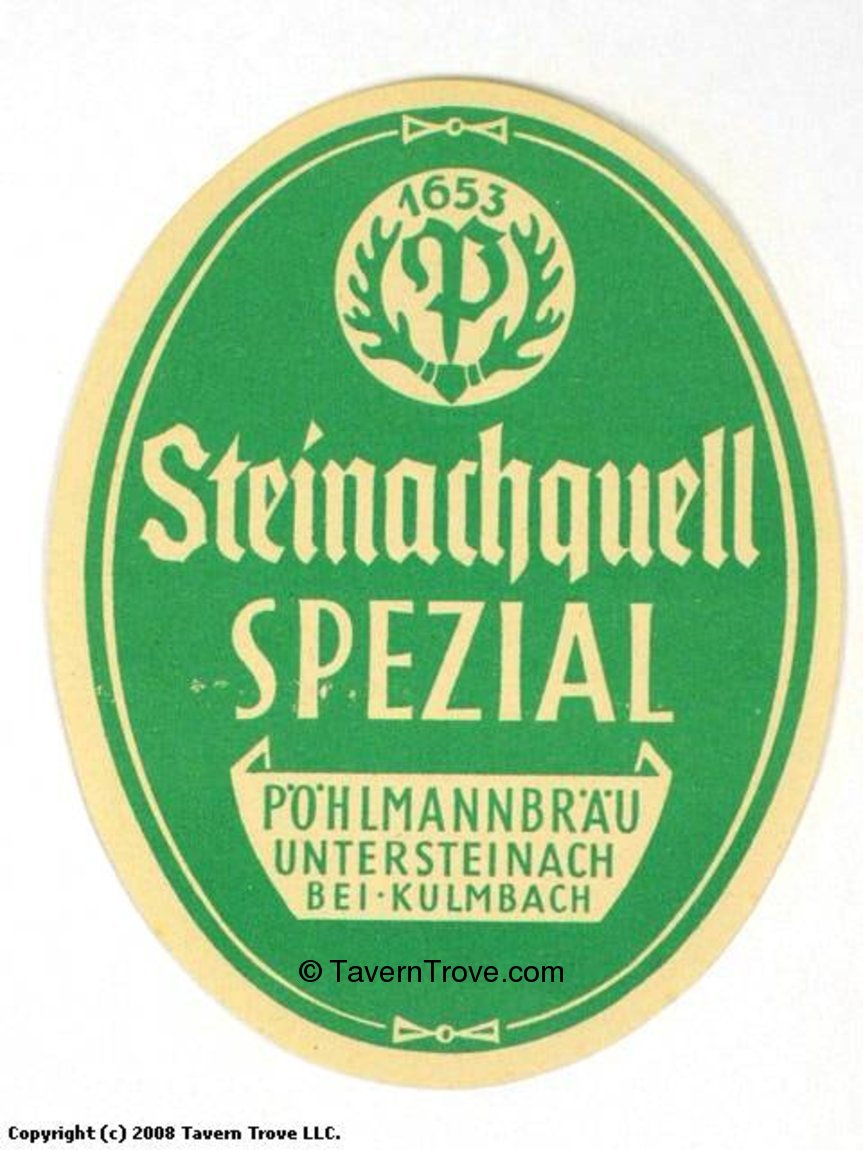 1653
P
Steinachquell
SPEZIAL
PÖHLMANNBRÄU
UNTERSTEINACH
BEI·KULMBACH
© TavernTrove.com
Copyright (c) 2008 Tavern Trove LLC.